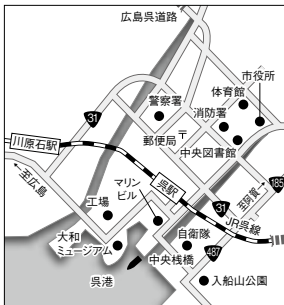 広島呉道路
市役所
体育館
警察署
消防署
31
郵便局
川原石駅
中央図書館
至広島
呉駅
至阿賀
185
マリン
ビル
31
工場
JR呉線
大和
ミュージアム
自衛隊
487
呉港
中央桟橋
入船山公園